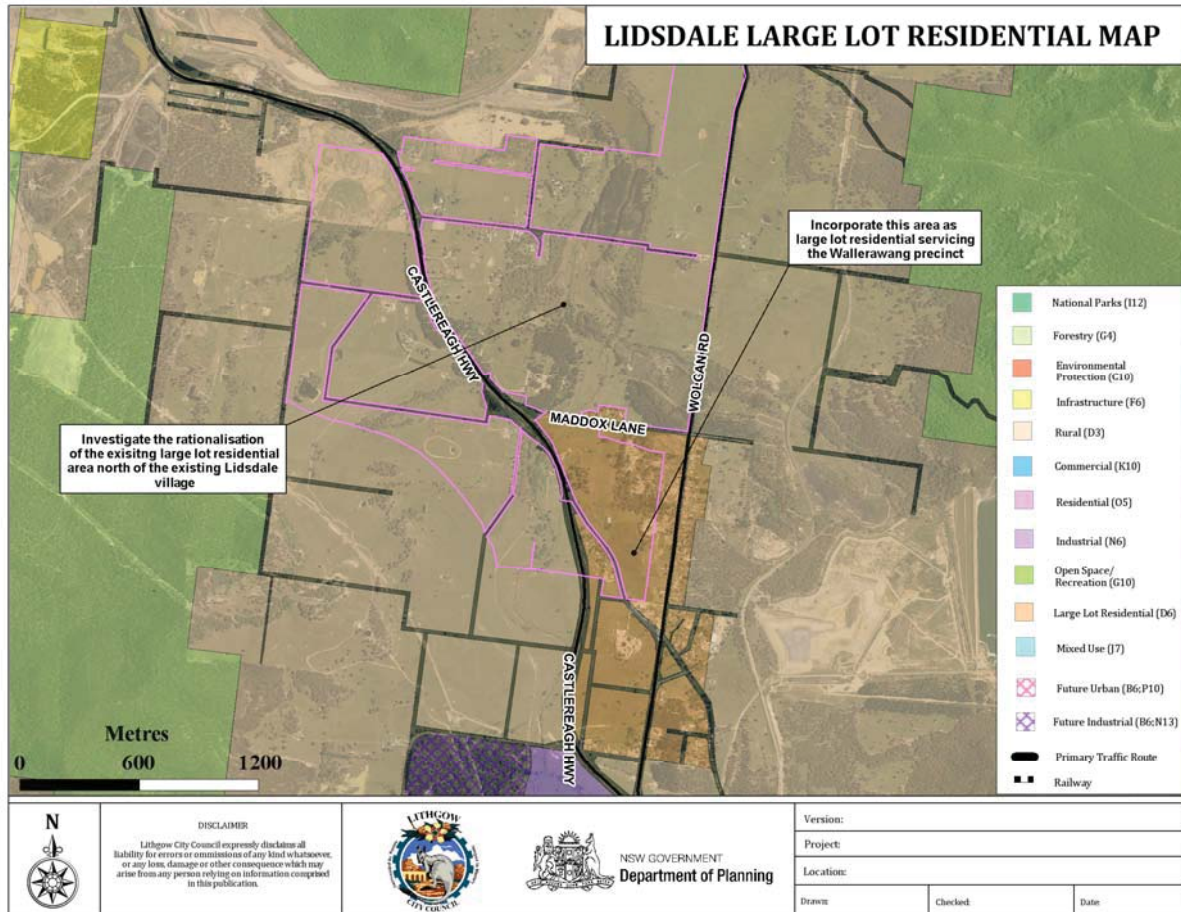 LIDSDALE LARGE LOT RESIDENTIAL MAP
Incorporate this area as
large lot residential servicing
the Wallerawang precinct
CASTLEREAGH HWY
WOLGAN RD
MADDOX LANE
Investigate the rationalisation
of the exisitng large lot residential
area north of the existing Lidsdale
village
CASTLEREAGH HWY
National Parks (I12)
Forestry (G4)
Environmental
Protection (G10)
Infrastructure (F6)
Rural (D3)
Commercial (K10)
Residential (O5)
Industrial (N6)
Open Space/
Recreation (G10)
Large Lot Residential (D6)
Mixed Use (J7)
Future Urban (B6;P10)
Future Industrial (B6;N13)
Primary Traffic Route
Railway
Metres
0 600 1200
N
DISCLAIMER
Lithgow City Council expressly disclaims all
liability for errors or ommissions of any kind whatsoever,
or any loss, damage or other consequence which may
arise from any person relying on information comprised
in this publication.
LITHGOW
CITY COUNCIL
NSW GOVERNMENT
Department of Planning
Version:
Project:
Location:
Drawn:
Checked:
Date: